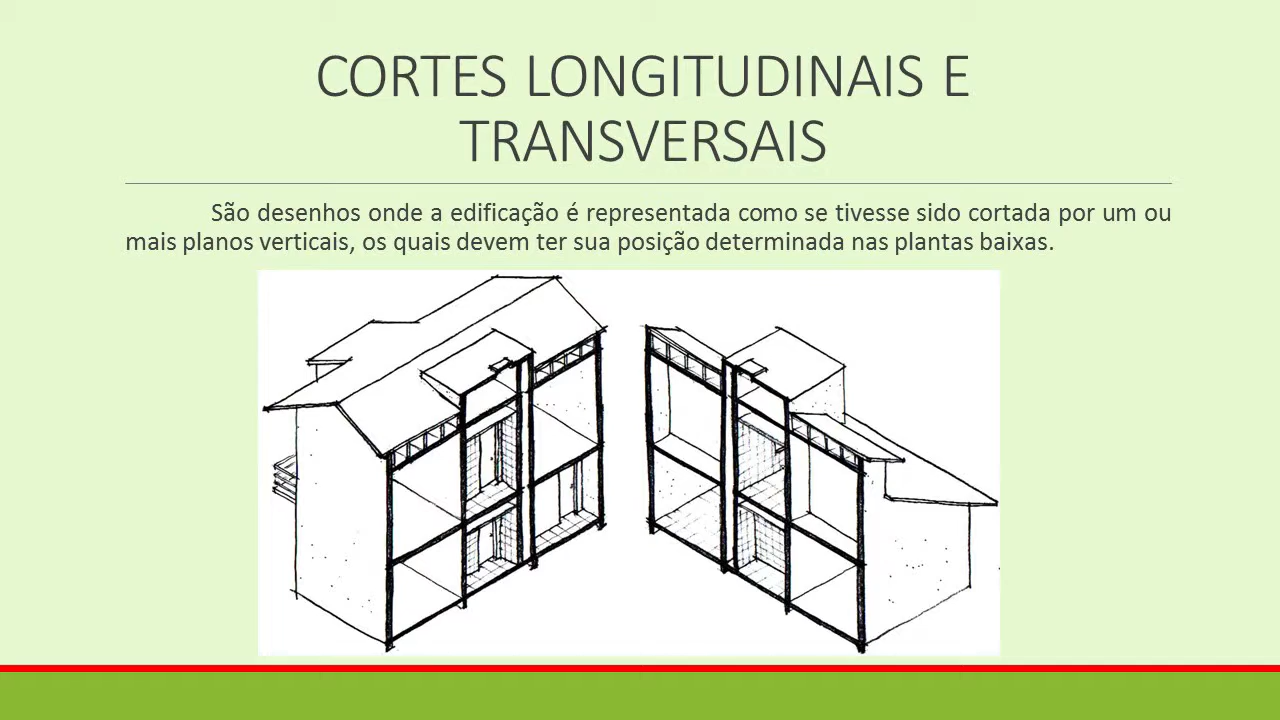 CORTES LONGITUDINAIS E
TRANSVERSAIS
São desenhos onde a edificação é representada como se tivesse sido cortada por um ou
mais planos verticais, os quais devem ter sua posição determinada nas plantas baixas.